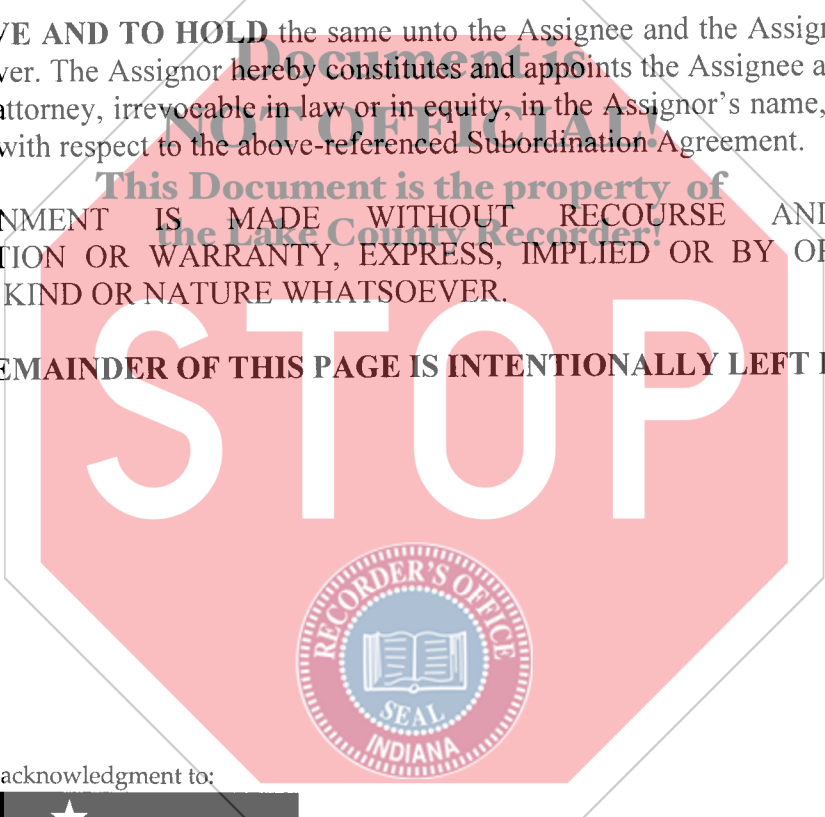 VE AND TO HOLD the same unto the Assignee and the Assign
Document is
ver. The Assignor hereby constitutes and appoints the Assignee a
attorney, irrevocable in law or in equity, in the Assignor's name,
NOT OFFICIAL!
with respect to the above-referenced Subordination Agreement.
This Document is the property of
NMENT IS MADE WITHOUT RECOURSE AND
the Lake County Recorder!
TION OR WARRANTY, EXPRESS, IMPLIED OR BY OP
KIND OR NATURE WHATSOEVER.
EMAINDER OF THIS PAGE IS INTENTIONALLY LEFT
STOP
RECORDER'S OFFICE
SEAL
INDIANA
acknowledgment to: